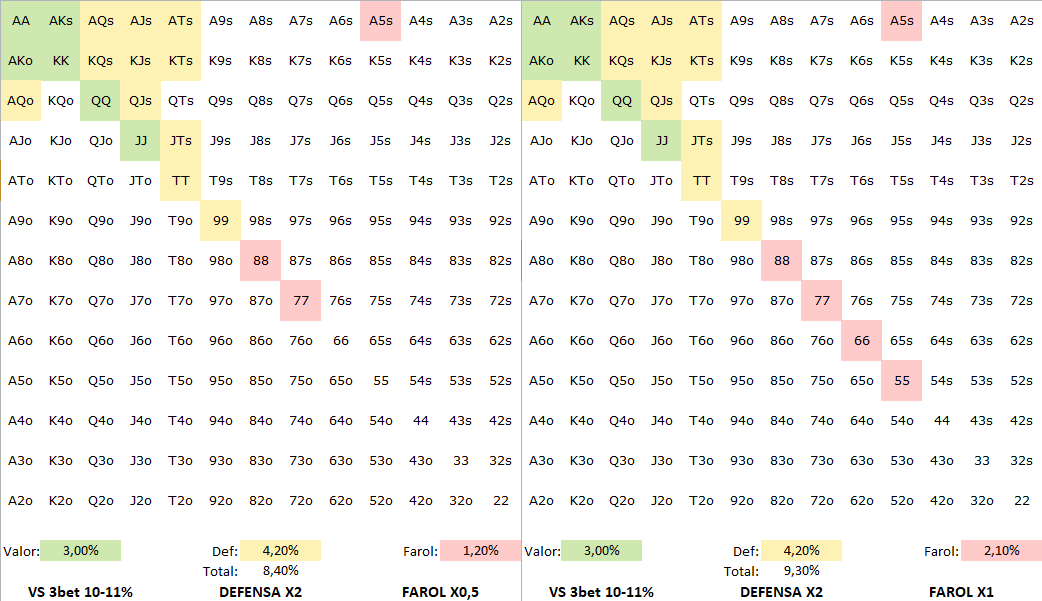 AA AKs AQs AJs ATs A9s A8s A7s A6s A5s A4s A3s A2s
AKo KK KQs KJs KTs K9s K8s K7s K6s K5s K4s K3s K2s
AQo KQo QQ QJs QTs Q9s Q8s Q7s Q6s Q5s Q4s Q3s Q2s
AJo KJo QJo JJ JTs J9s J8s J7s J6s J5s J4s J3s J2s
ATo KTo QTo JTo TT T9s T8s T7s T6s T5s T4s T3s T2s
A9o K9o Q9o J9o T9o 99 98s 97s 96s 95s 94s 93s 92s
A8o K8o Q8o J8o T8o 98o 88 87s 86s 85s 84s 83s 82s
A7o K7o Q7o J7o T7o 97o 87o 77 76s 75s 74s 73s 72s
A6o K6o Q6o J6o T6o 96o 86o 76o 66 65s 64s 63s 62s
A5o K5o Q5o J5o T5o 95o 85o 75o 65o 55 54s 53s 52s
A4o K4o Q4o J4o T4o 94o 84o 74o 64o 54o 44 43s 42s
A3o K3o Q3o J3o T3o 93o 83o 73o 63o 53o 43o 33 32s
A2o K2o Q2o J2o T2o 92o 82o 72o 62o 52o 42o 32o 22
Valor: 3,00% Def: 4,20% Farol: 1,20%
Total: 8,40%
VS 3bet 10-11% DEFENSA X2 FAROL X0,5
AA AKs AQs AJs ATs A9s A8s A7s A6s A5s A4s A3s A2s
AKo KK KQs KJs KTs K9s K8s K7s K6s K5s K4s K3s K2s
AQo KQo QQ QJs QTs Q9s Q8s Q7s Q6s Q5s Q4s Q3s Q2s
AJo KJo QJo JJ JTs J9s J8s J7s J6s J5s J4s J3s J2s
ATo KTo QTo JTo TT T9s T8s T7s T6s T5s T4s T3s T2s
A9o K9o Q9o J9o T9o 99 98s 97s 96s 95s 94s 93s 92s
A8o K8o Q8o J8o T8o 98o 88 87s 86s 85s 84s 83s 82s
A7o K7o Q7o J7o T7o 97o 87o 77 76s 75s 74s 73s 72s
A6o K6o Q6o J6o T6o 96o 86o 76o 66 65s 64s 63s 62s
A5o K5o Q5o J5o T5o 95o 85o 75o 65o 55 54s 53s 52s
A4o K4o Q4o J4o T4o 94o 84o 74o 64o 54o 44 43s 42s
A3o K3o Q3o J3o T3o 93o 83o 73o 63o 53o 43o 33 32s
A2o K2o Q2o J2o T2o 92o 82o 72o 62o 52o 42o 32o 22
Valor: 3,00% Def: 4,20% Farol: 2,10%
Total: 9,30%
VS 3bet 10-11% DEFENSA X2 FAROL X1